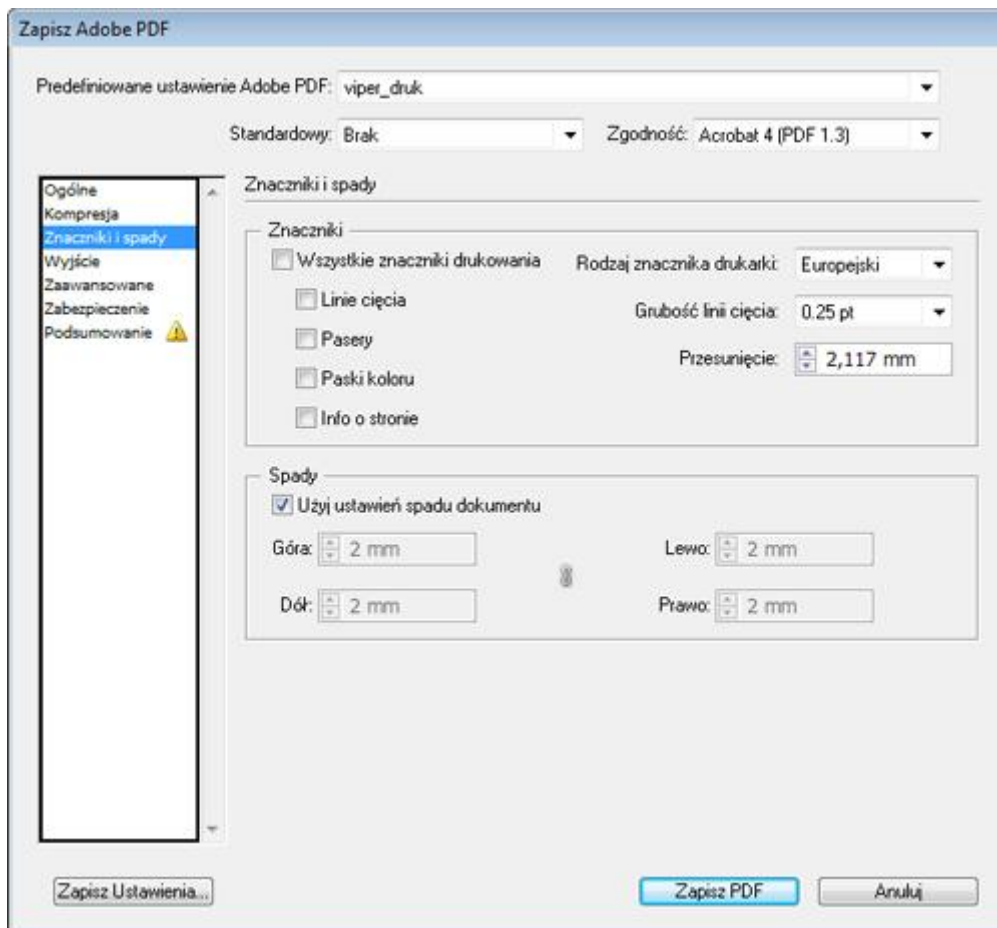 Zapisz Adobe PDF
Predefiniowane ustawienie Adobe PDF: viper_druk
Standardowy: Brak Zgodność: Acrobat 4 (PDF 1.3)
Ogólne
Kompresja
Znaczniki i spady
Wyjście
Zaawansowane
Zabezpieczenie
Podsumowanie
Znaczniki i spady
Znaczniki
Wszystkie znaczniki drukowania Rodzaj znacznika drukarki: Europejski
Linie cięcia Grubość linii cięcia: 0.25 pt
Pasery Przesunięcie: 2,117 mm
Paski koloru
Info o stronie
Spady
Użyj ustawień spadu dokumentu
Góra: 2 mm Lewo: 2 mm
Dół: 2 mm Prawo: 2 mm
Zapisz Ustawienia... Zapisz PDF Anuluj